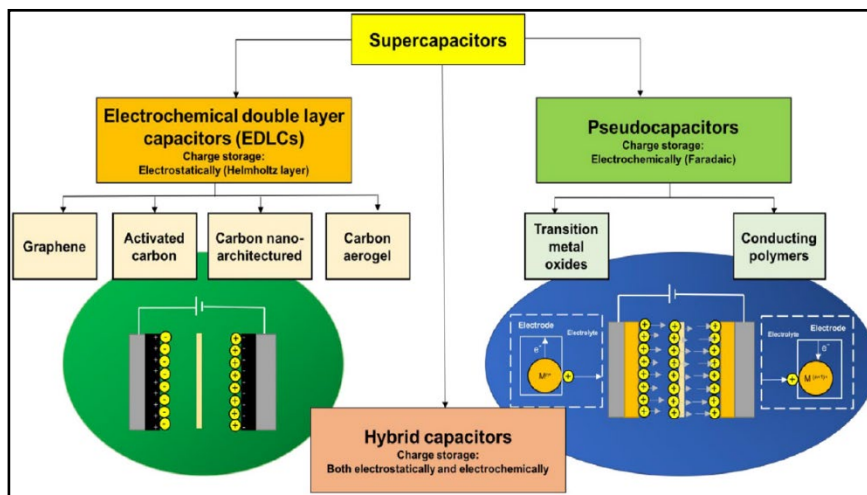 Supercapacitors
Electrochemical double layer
capacitors (EDLCs)
Charge storage:
Electrostatically (Helmholtz layer)
Pseudocapacitors
Charge storage:
Electrochemically (Faradaic)
Graphene
Activated
carbon
Carbon nano-
architectured
Carbon
aerogel
Transition
metal
oxides
Conducting
polymers
Electrode
Electrolyte
e⁻
Electrolyte
Electrode
e⁻
Hybrid capacitors
Charge storage:
Both electrostatically and electrochemically